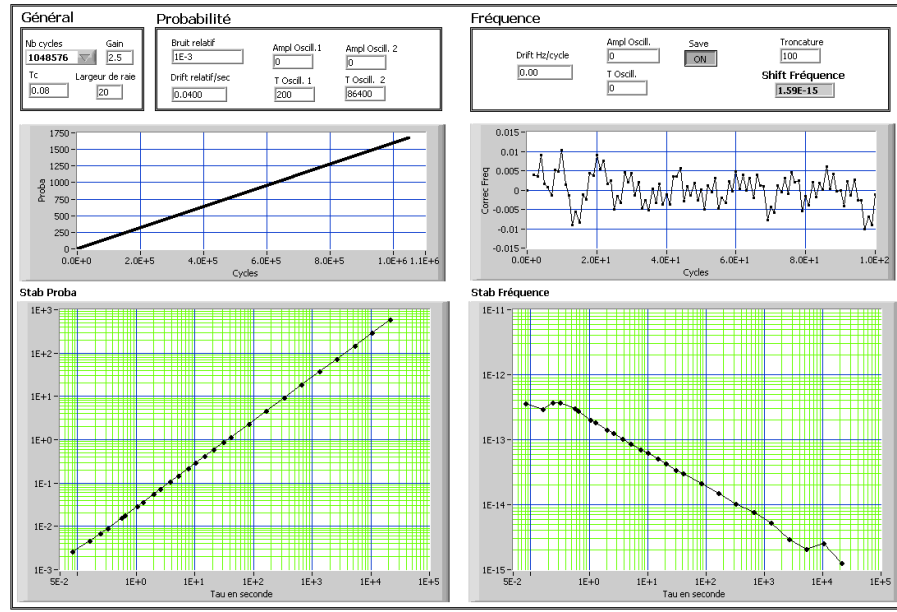 Général
Probabilité
Fréquence
Nb cycles
1048576
Gain
2.5
Tc
0.08
Largeur de raie
20
Bruit relatif
1E-3
Ampl Oscill.1
0
Ampl Oscill. 2
0
Drift relatif/sec
0.0400
T Oscill. 1
200
T Oscill. 2
86400
Drift Hz/cycle
0.00
Ampl Oscill.
0
T Oscill.
0
Save
ON
Troncature
100
Shift Fréquence
1.59E-15
Proba
1750
1500
1250
1000
750
500
250
0
0.0E+0 2.0E+5 4.0E+5 6.0E+5 8.0E+5 1.0E+6 1.1E+6
Cycles
Correc Freq
0.015
0.01
0.005
0
-0.005
-0.01
-0.015
0.0E+0 2.0E+1 4.0E+1 6.0E+1 8.0E+1 1.0E+2
Cycles
Stab Proba
1E+3
1E+2
1E+1
1E+0
1E-1
1E-2
1E-3
5E-2 1E+0 1E+1 1E+2 1E+3 1E+4 1E+5
Tau en seconde
Stab Fréquence
1E-11
1E-12
1E-13
1E-14
1E-15
5E-2 1E+0 1E+1 1E+2 1E+3 1E+4 1E+5
Tau en seconde